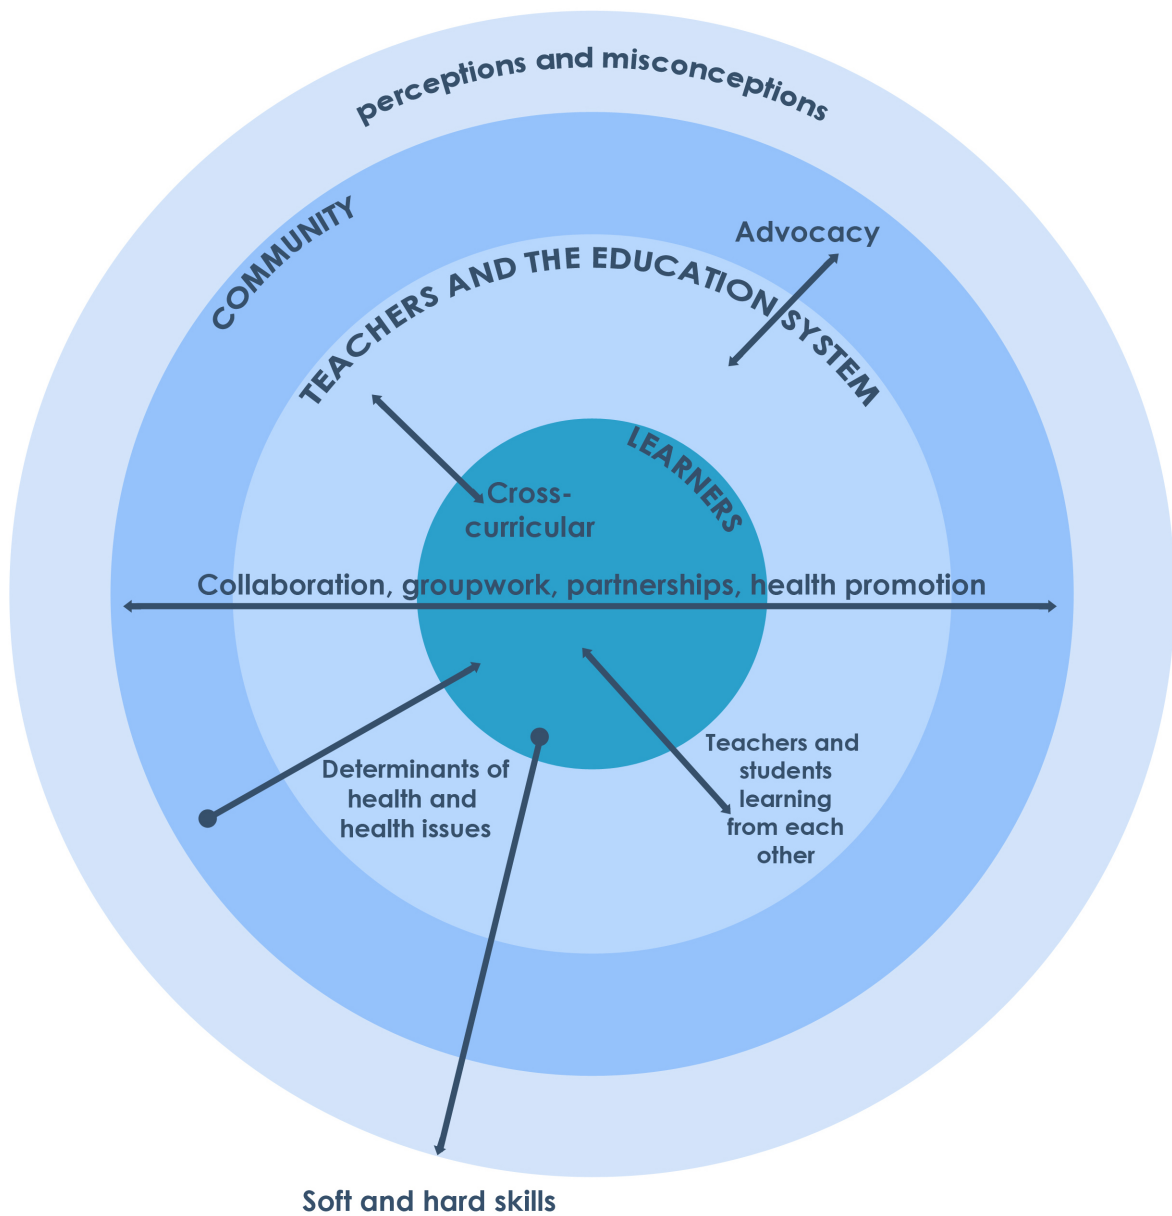 perceptions and misconceptions
COMMUNITY
Advocacy
TEACHERS AND THE EDUCATION SYSTEM
LEARNERS
Cross-
curricular
Collaboration, groupwork, partnerships, health promotion
Determinants of
health and
health issues
Teachers and
students
learning
from each
other
Soft and hard skills